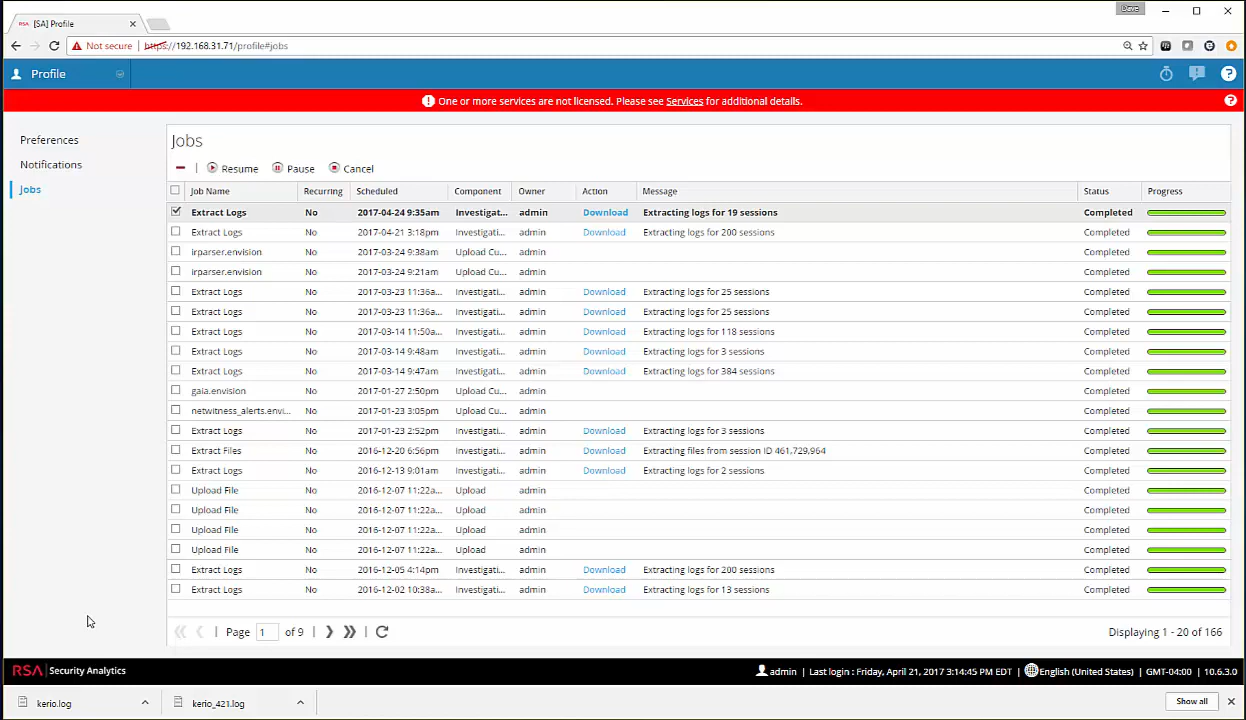 [SA] Profile
Dave
Not secure https://192.168.31.71/profile#jobs
Profile
One or more services are not licensed. Please see Services for additional details.
Preferences
Notifications
Jobs
Jobs
Resume Pause Cancel
Job Name Recurring Scheduled Component Owner Action Message Status Progress
Extract Logs No 2017-04-24 9:35am Investigat... admin Download Extracting logs for 19 sessions Completed
Extract Logs No 2017-04-21 3:18pm Investigati... admin Download Extracting logs for 200 sessions Completed
irparser.envision No 2017-03-24 9:38am Upload Cu... admin Completed
irparser.envision No 2017-03-24 9:21am Upload Cu... admin Completed
Extract Logs No 2017-03-23 11:36a... Investigati... admin Download Extracting logs for 25 sessions Completed
Extract Logs No 2017-03-23 11:36a... Investigati... admin Download Extracting logs for 25 sessions Completed
Extract Logs No 2017-03-14 11:50a... Investigati... admin Download Extracting logs for 118 sessions Completed
Extract Logs No 2017-03-14 9:48am Investigati... admin Download Extracting logs for 3 sessions Completed
Extract Logs No 2017-03-14 9:47am Investigati... admin Download Extracting logs for 384 sessions Completed
gaia.envision No 2017-01-27 2:50pm Upload Cu... admin Completed
netwitness_alerts.envi... No 2017-01-23 3:05pm Upload Cu... admin Completed
Extract Logs No 2017-01-23 2:52pm Investigati... admin Download Extracting logs for 3 sessions Completed
Extract Files No 2016-12-20 6:56pm Investigati... admin Download Extracting files from session ID 461,729,964 Completed
Extract Logs No 2016-12-13 9:01am Investigati... admin Download Extracting logs for 2 sessions Completed
Upload File No 2016-12-07 11:22a... Upload admin Completed
Upload File No 2016-12-07 11:22a... Upload admin Completed
Upload File No 2016-12-07 11:22a... Upload admin Completed
Upload File No 2016-12-07 11:22a... Upload admin Completed
Extract Logs No 2016-12-05 4:14pm Investigati... admin Download Extracting logs for 200 sessions Completed
Extract Logs No 2016-12-02 10:38a... Investigati... admin Download Extracting logs for 13 sessions Completed
Page 1 of 9 Displaying 1 - 20 of 166
RSA Security Analytics admin | Last login : Friday, April 21, 2017 3:14:45 PM EDT | English (United States) | GMT-04:00 | 10.6.3.0
kerio.log kerio_421.log Show all